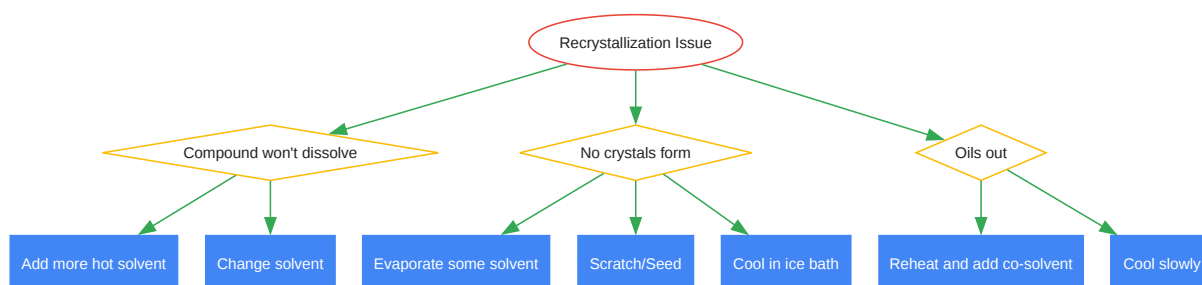 Recrystallization Issue
Compound won't dissolve
No crystals form
Oils out
Add more hot solvent
Change solvent
Evaporate some solvent
Scratch/Seed
Cool in ice bath
Reheat and add co-solvent
Cool slowly